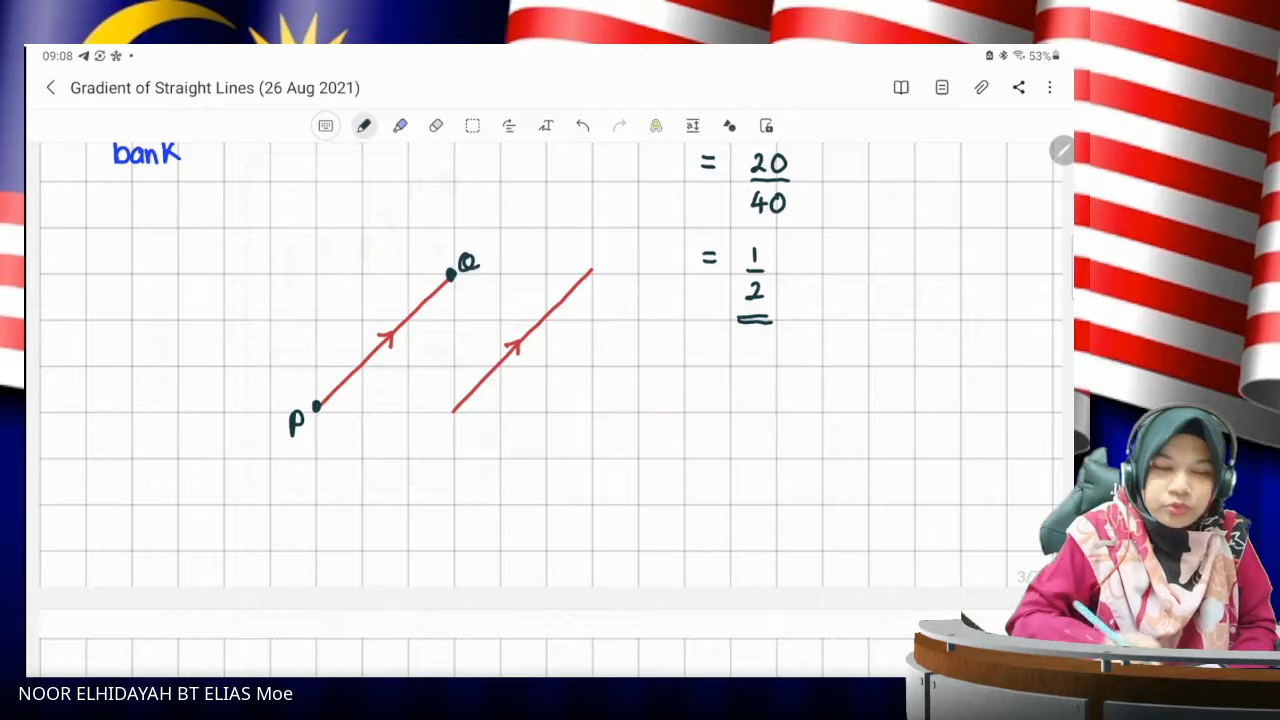 09:08
53%
Gradient of Straight Lines (26 Aug 2021)
bank
= 20
40
= 1
2
Q
P
NOOR ELHIDAYAH BT ELIAS Moe